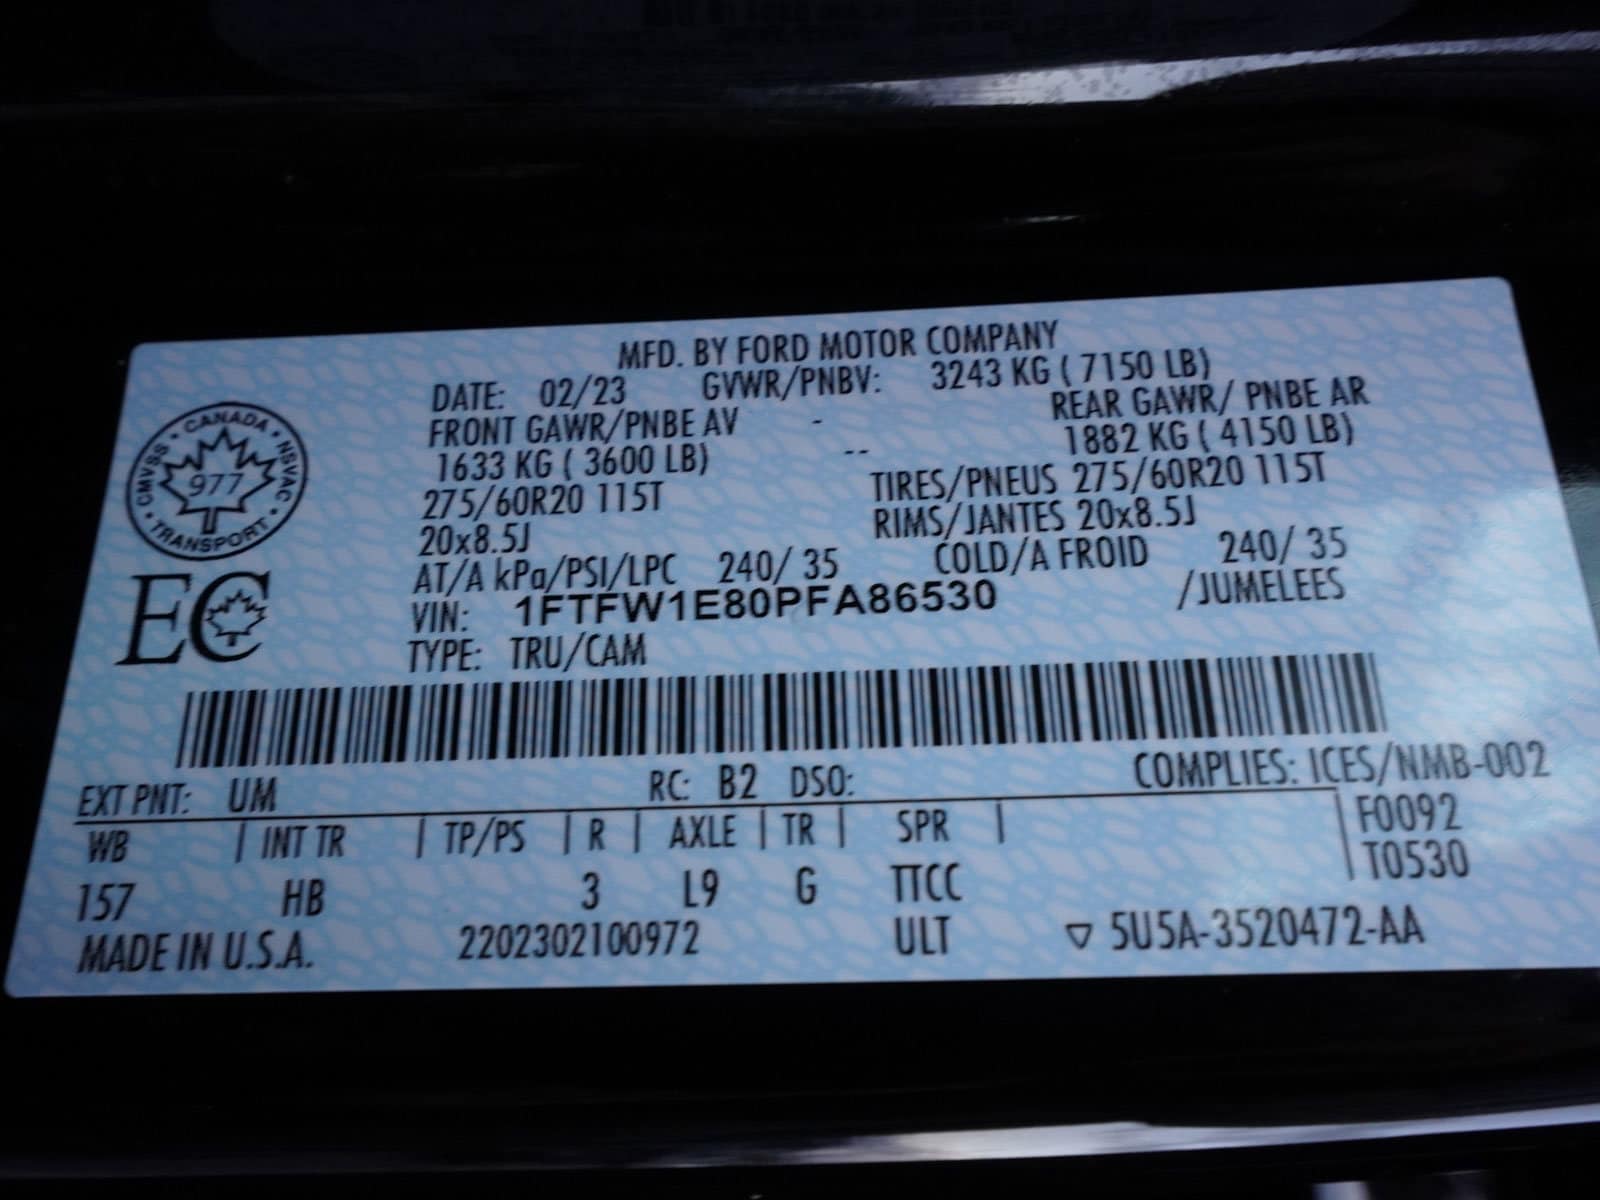 MFD. BY FORD MOTOR COMPANY
DATE: 02/23 GVWR/PNBV: 3243 KG ( 7150 LB)
FRONT GAWR/PNBE AV - REAR GAWR/ PNBE AR
1633 KG ( 3600 LB) -- 1882 KG ( 4150 LB)
275/60R20 115T TIRES/PNEUS 275/60R20 115T
20x8.5J RIMS/JANTES 20x8.5J
AT/A kPa/PSI/LPC 240/ 35 COLD/A FROID 240/ 35
VIN: 1FTFW1E80PFA86530 /JUMELEES
TYPE: TRU/CAM
CANADA
CMVSS 977 NSVAC
TRANSPORT
EC
EXT PNT: UM RC: B2 DSO: COMPLIES: ICES/NMB-002
WB | INT TR | TP/PS | R | AXLE | TR | SPR | F0092
T0530
157 HB 3 L9 G TTCC
MADE IN U.S.A. 2202302100972 ULT ▽ 5U5A-3520472-AA